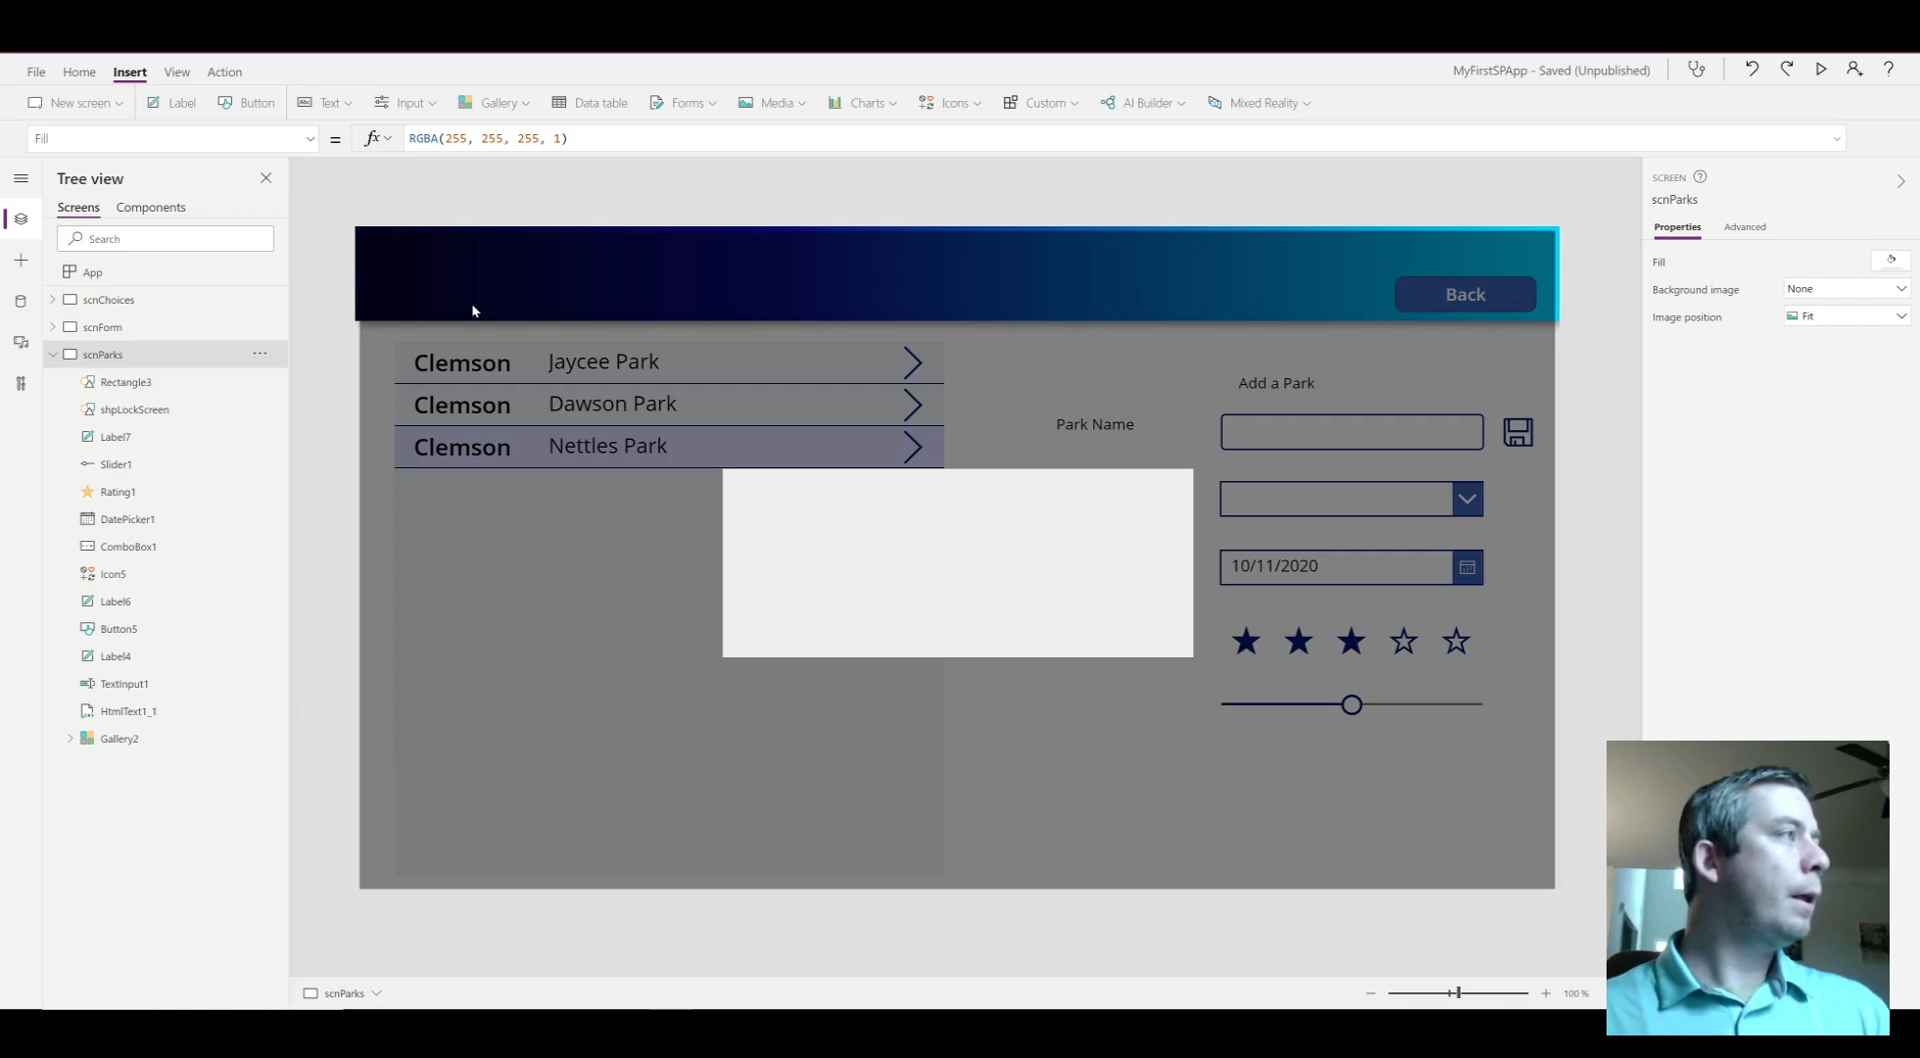 File Home Insert View Action
MyFirstSPApp - Saved (Unpublished)
New screen Label Button Text Input Gallery Data table Forms Media Charts Icons Custom AI Builder Mixed Reality
Fill = fx RGBA(255, 255, 255, 1)
Tree view
Screens Components
Search
App
scnChoices
scnForm
scnParks
Rectangle3
shpLockScreen
Label7
Slider1
Rating1
DatePicker1
ComboBox1
Icon5
Label6
Button5
Label4
TextInput1
HtmlText1_1
Gallery2
Back
Clemson Jaycee Park
Clemson Dawson Park
Clemson Nettles Park
Add a Park
Park Name
10/11/2020
SCREEN
scnParks
Properties Advanced
Fill
Background image None
Image position Fit
scnParks
100 %